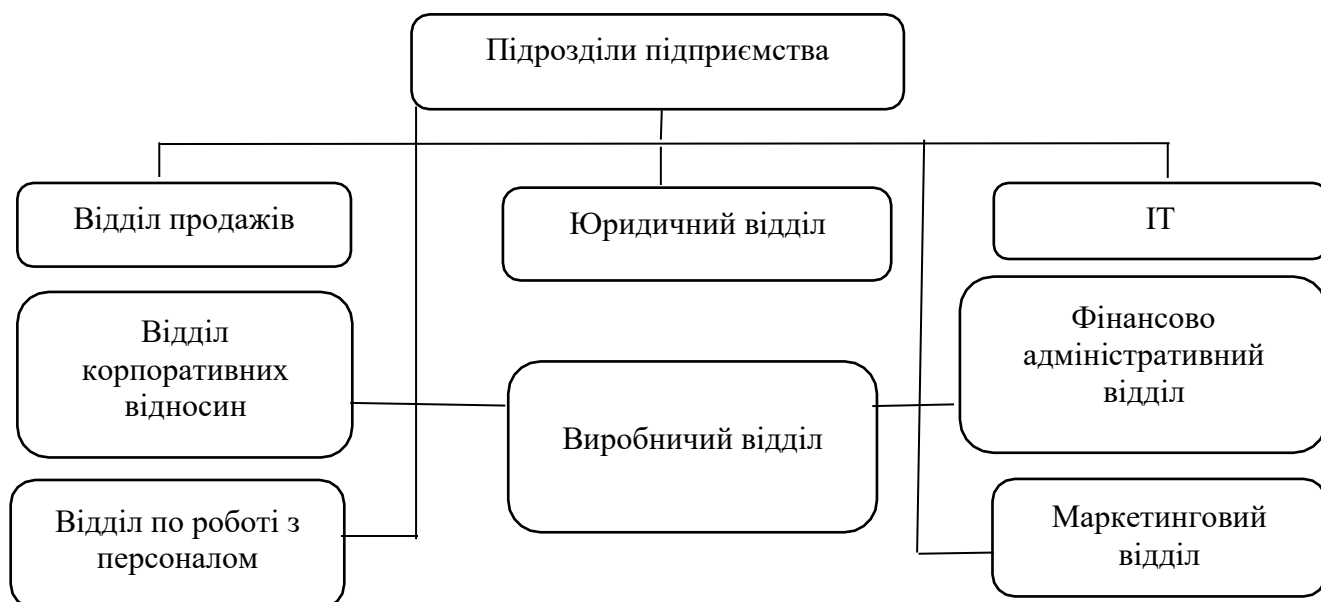 Підрозділи підприємства
Відділ продажів
Юридичний відділ
ІТ
Відділ
корпоративних
відносин
Виробничий відділ
Фінансово
адміністративний
відділ
Відділ по роботі з
персоналом
Маркетинговий
відділ